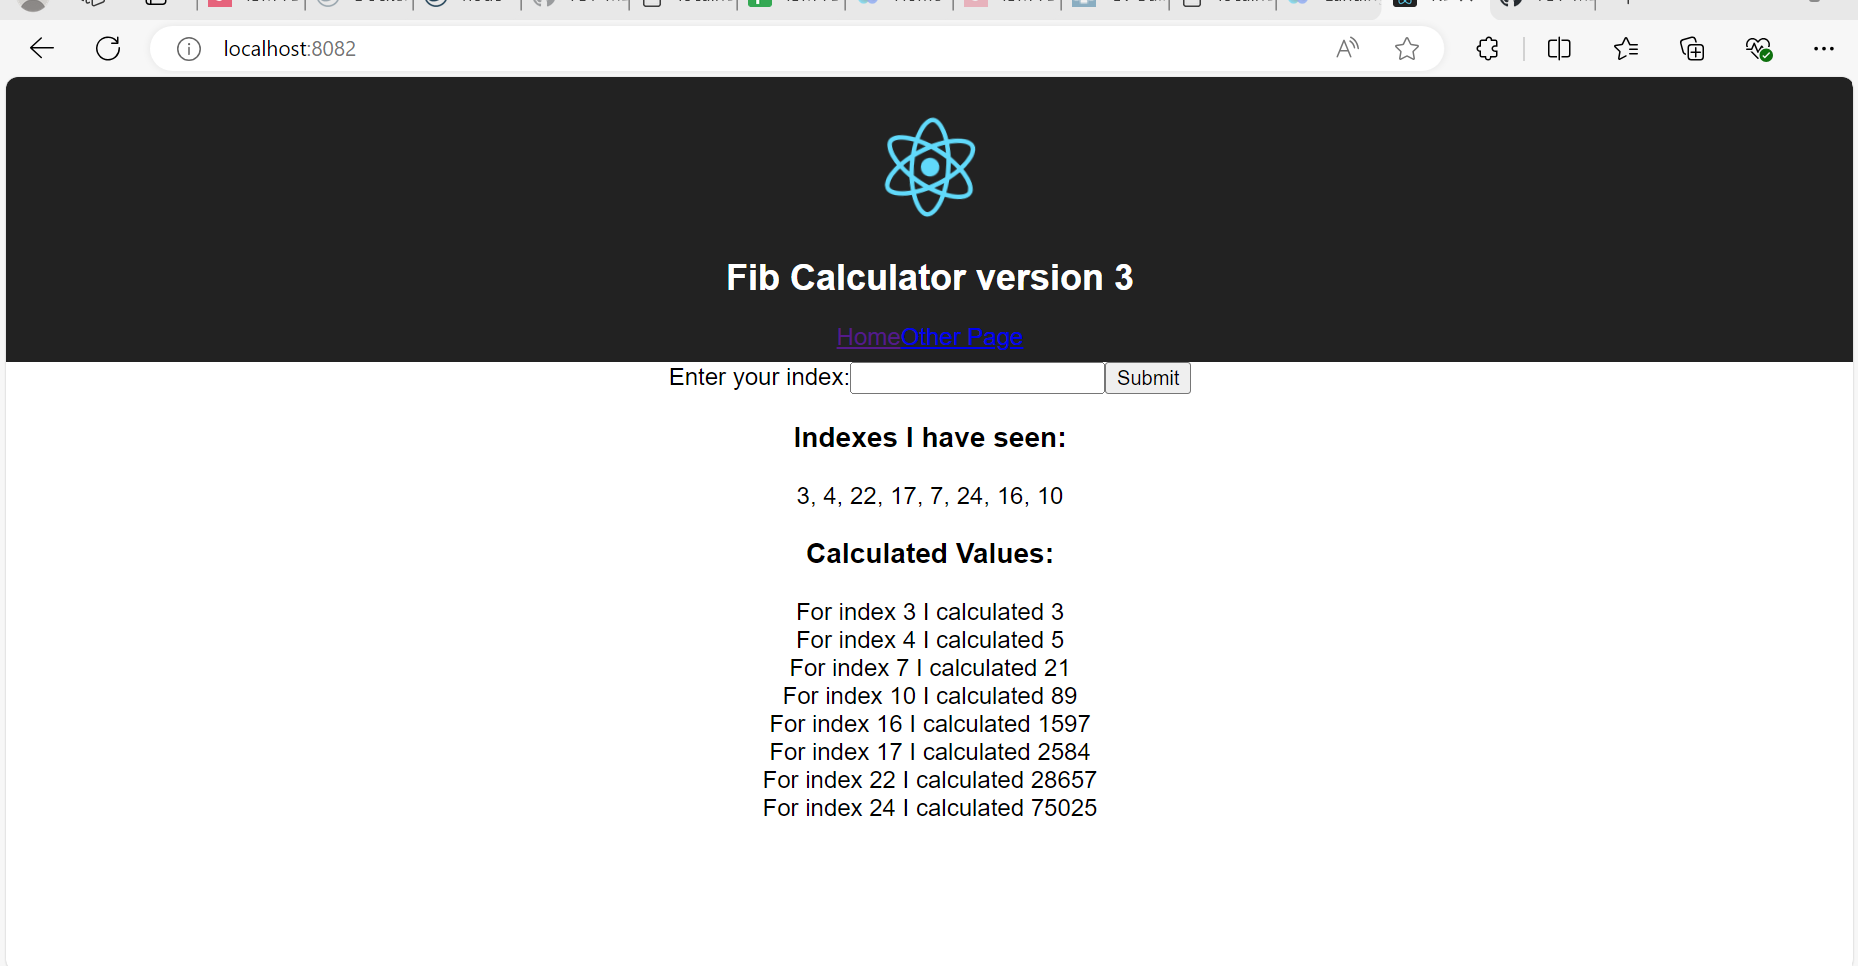 localhost:8082
Fib Calculator version 3
HomeOther Page
Enter your index: Submit
Indexes I have seen:
3, 4, 22, 17, 7, 24, 16, 10
Calculated Values:
For index 3 I calculated 3
For index 4 I calculated 5
For index 7 I calculated 21
For index 10 I calculated 89
For index 16 I calculated 1597
For index 17 I calculated 2584
For index 22 I calculated 28657
For index 24 I calculated 75025